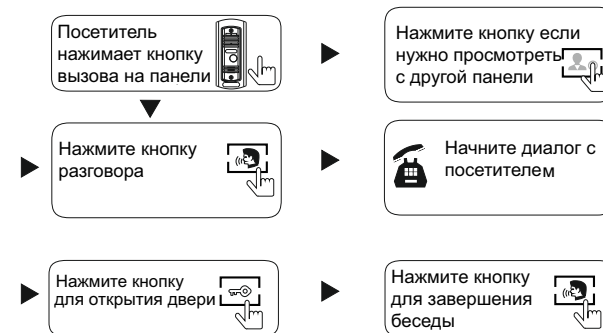 Посетитель
нажимает кнопку
вызова на панели
Нажмите кнопку если
нужно просмотреть
с другой панели
Нажмите кнопку
разговора
Начните диалог с
посетителем
Нажмите кнопку
для открытия двери
Нажмите кнопку
для завершения
беседы